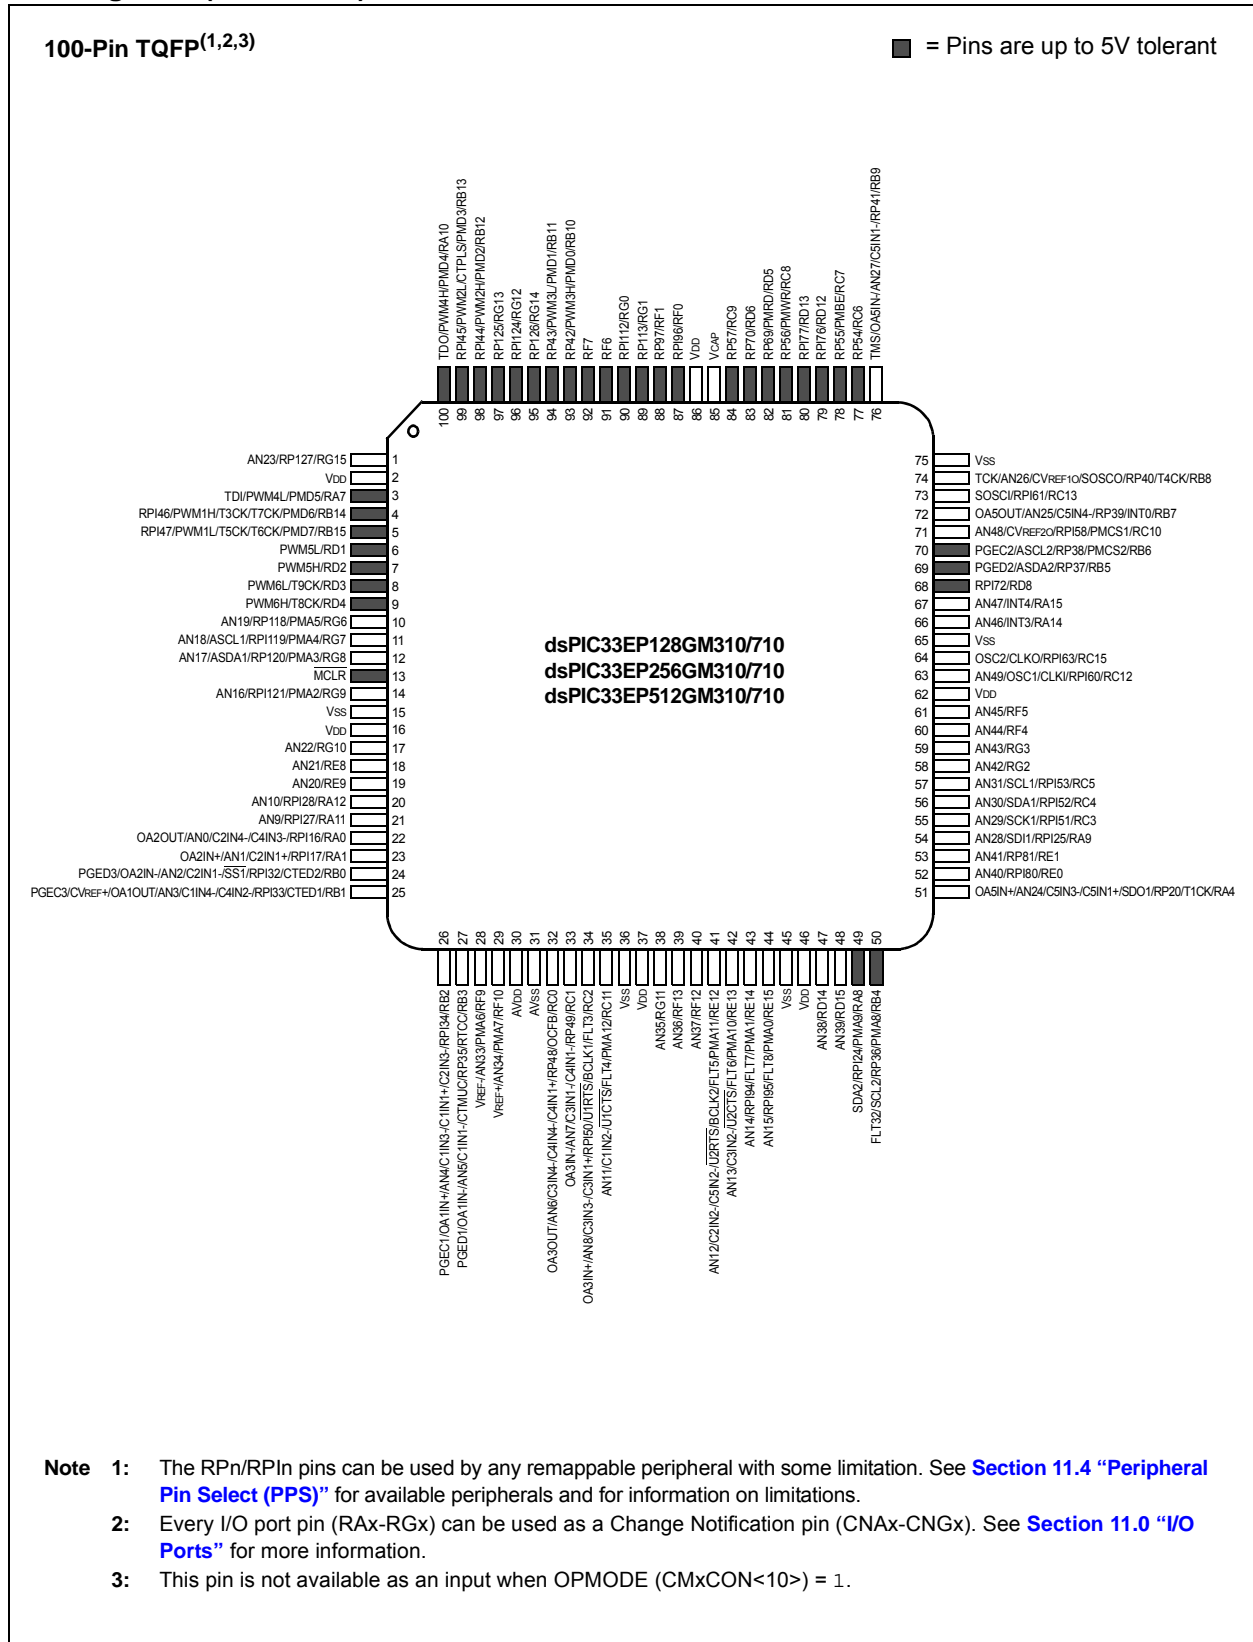 100-Pin TQFP(1,2,3)
= Pins are up to 5V tolerant
TDO/PWM4H/PMD4/RA10
RPI45/PWM2L/CTPLS/PMD3/RB13
RPI44/PWM2H/PMD2/RB12
RP125/RG13
RPI124/RG12
RP126/RG14
RP43/PWM3L/PMD1/RB11
RP42/PWM3H/PMD0/RB10
RF7
RF6
RPI112/RG0
RP113/RG1
RP97/RF1
RPI96/RF0
VDD
VCAP
RP57/RC9
RP70/RD6
RP69/PMRD/RD5
RP56/PMWR/RC8
RPI77/RD13
RPI76/RD12
RP55/PMBE/RC7
RP54/RC6
TMS/OA5IN-/AN27/C5IN1-/RP41/RB9
100 99 98 97 96 95 94 93 92 91 90 89 88 87 86 85 84 83 82 81 80 79 78 77 76
AN23/RP127/RG15 1
VDD 2
TDI/PWM4L/PMD5/RA7 3
RPI46/PWM1H/T3CK/T7CK/PMD6/RB14 4
RPI47/PWM1L/T5CK/T6CK/PMD7/RB15 5
PWM5L/RD1 6
PWM5H/RD2 7
PWM6L/T9CK/RD3 8
PWM6H/T8CK/RD4 9
AN19/RP118/PMA5/RG6 10
AN18/ASCL1/RPI119/PMA4/RG7 11
AN17/ASDA1/RP120/PMA3/RG8 12
MCLR 13
AN16/RPI121/PMA2/RG9 14
VSS 15
VDD 16
AN22/RG10 17
AN21/RE8 18
AN20/RE9 19
AN10/RPI28/RA12 20
AN9/RPI27/RA11 21
OA2OUT/AN0/C2IN4-/C4IN3-/RPI16/RA0 22
OA2IN+/AN1/C2IN1+/RPI17/RA1 23
PGED3/OA2IN-/AN2/C2IN1-/SS1/RPI32/CTED2/RB0 24
PGEC3/CVREF+/OA1OUT/AN3/C1IN4-/C4IN2-/RPI33/CTED1/RB1 25
dsPIC33EP128GM310/710
dsPIC33EP256GM310/710
dsPIC33EP512GM310/710
75 VSS
74 TCK/AN26/CVREF1O/SOSCO/RP40/T4CK/RB8
73 SOSCI/RPI61/RC13
72 OA5OUT/AN25/C5IN4-/RP39/INT0/RB7
71 AN48/CVREF2O/RPI58/PMCS1/RC10
70 PGEC2/ASCL2/RP38/PMCS2/RB6
69 PGED2/ASDA2/RP37/RB5
68 RPI72/RD8
67 AN47/INT4/RA15
66 AN46/INT3/RA14
65 VSS
64 OSC2/CLKO/RPI63/RC15
63 AN49/OSC1/CLKI/RPI60/RC12
62 VDD
61 AN45/RF5
60 AN44/RF4
59 AN43/RG3
58 AN42/RG2
57 AN31/SCL1/RPI53/RC5
56 AN30/SDA1/RPI52/RC4
55 AN29/SCK1/RPI51/RC3
54 AN28/SDI1/RPI25/RA9
53 AN41/RP81/RE1
52 AN40/RPI80/RE0
51 OA5IN+/AN24/C5IN3-/C5IN1+/SDO1/RP20/T1CK/RA4
26 27 28 29 30 31 32 33 34 35 36 37 38 39 40 41 42 43 44 45 46 47 48 49 50
PGEC1/OA1IN+/AN4/C1IN3-/C1IN1+/C2IN3-/RPI34/RB2
PGED1/OA1IN-/AN5/C1IN1-/CTMUC/RP35/RTCC/RB3
VREF-/AN33/PMA6/RF9
VREF+/AN34/PMA7/RF10
AVDD
AVSS
OA3OUT/AN6/C3IN4-/C4IN4-/C4IN1+/RP48/OCFB/RC0
OA3IN-/AN7/C3IN1-/C4IN1-/RP49/RC1
OA3IN+/AN8/C3IN3-/C3IN1+/RPI50/U1RTS/BCLK1/FLT3/RC2
AN11/C1IN2-/U1CTS/FLT4/PMA12/RC11
VSS
VDD
AN35/RG11
AN36/RF13
AN37/RF12
AN12/C2IN2-/C5IN2-/U2RTS/BCLK2/FLT5/PMA11/RE12
AN13/C3IN2-/U2CTS/FLT6/PMA10/RE13
AN14/RPI94/FLT7/PMA1/RE14
AN15/RPI95/FLT8/PMA0/RE15
VSS
VDD
AN38/RD14
AN39/RD15
SDA2/RPI24/PMA9/RA8
FLT32/SCL2/RP36/PMA8/RB4
Note 1: The RPn/RPIn pins can be used by any remappable peripheral with some limitation. See Section 11.4 “Peripheral
Pin Select (PPS)” for available peripherals and for information on limitations.
2: Every I/O port pin (RAx-RGx) can be used as a Change Notification pin (CNAx-CNGx). See Section 11.0 “I/O
Ports” for more information.
3: This pin is not available as an input when OPMODE (CMxCON<10>) = 1.